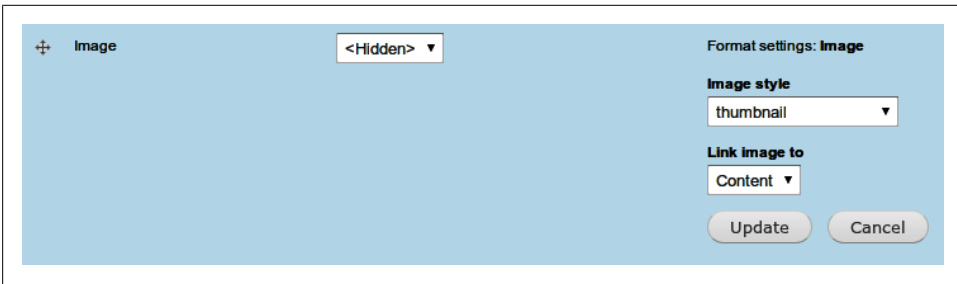 Image
<Hidden>
Format settings: Image
Image style
thumbnail
Link image to
Content
Update
Cancel